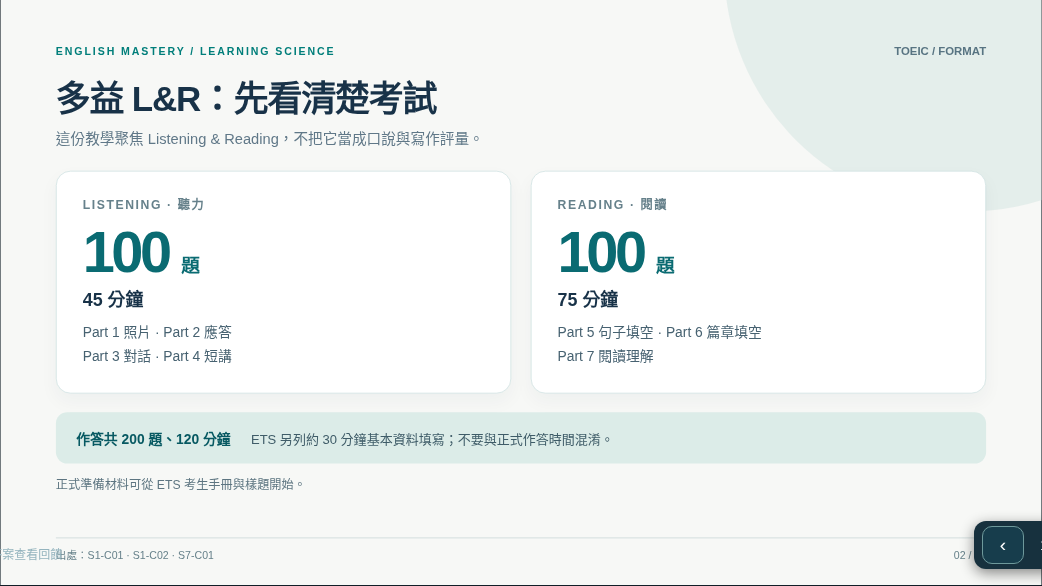 ENGLISH MASTERY / LEARNING SCIENCE
TOEIC / FORMAT
多益 L&R：先看清楚考試
這份教學聚焦 Listening & Reading，不把它當成口說與寫作評量。
LISTENING · 聽力
100 題
45 分鐘
Part 1 照片 · Part 2 應答
Part 3 對話 · Part 4 短講
READING · 閱讀
100 題
75 分鐘
Part 5 句子填空 · Part 6 篇章填空
Part 7 閱讀理解
作答共 200 題、120 分鐘 ETS 另列約 30 分鐘基本資料填寫；不要與正式作答時間混淆。
正式準備材料可從 ETS 考生手冊與樣題開始。
案查看回饋
出處：S1-C01 · S1-C02 · S7-C01
02 /